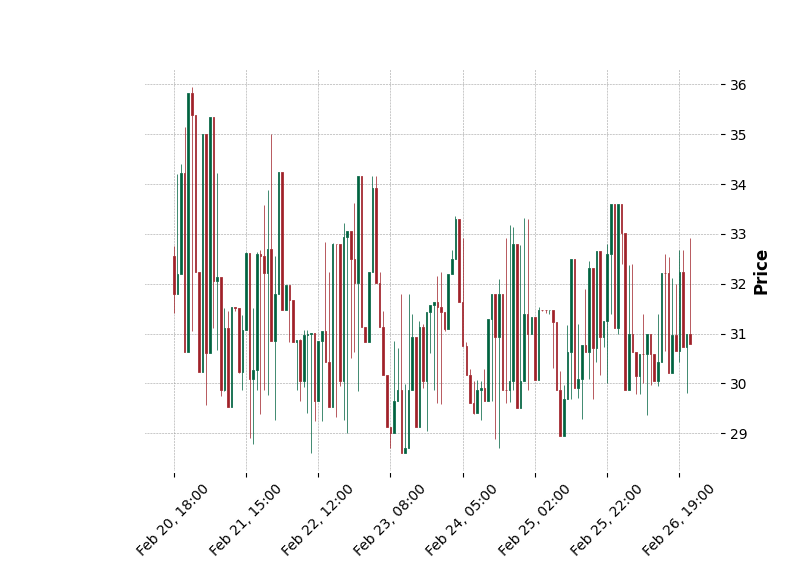 36
35
34
33
32
31
30
29
Price
Feb 20, 18:00
Feb 21, 15:00
Feb 22, 12:00
Feb 23, 08:00
Feb 24, 05:00
Feb 25, 02:00
Feb 25, 22:00
Feb 26, 19:00